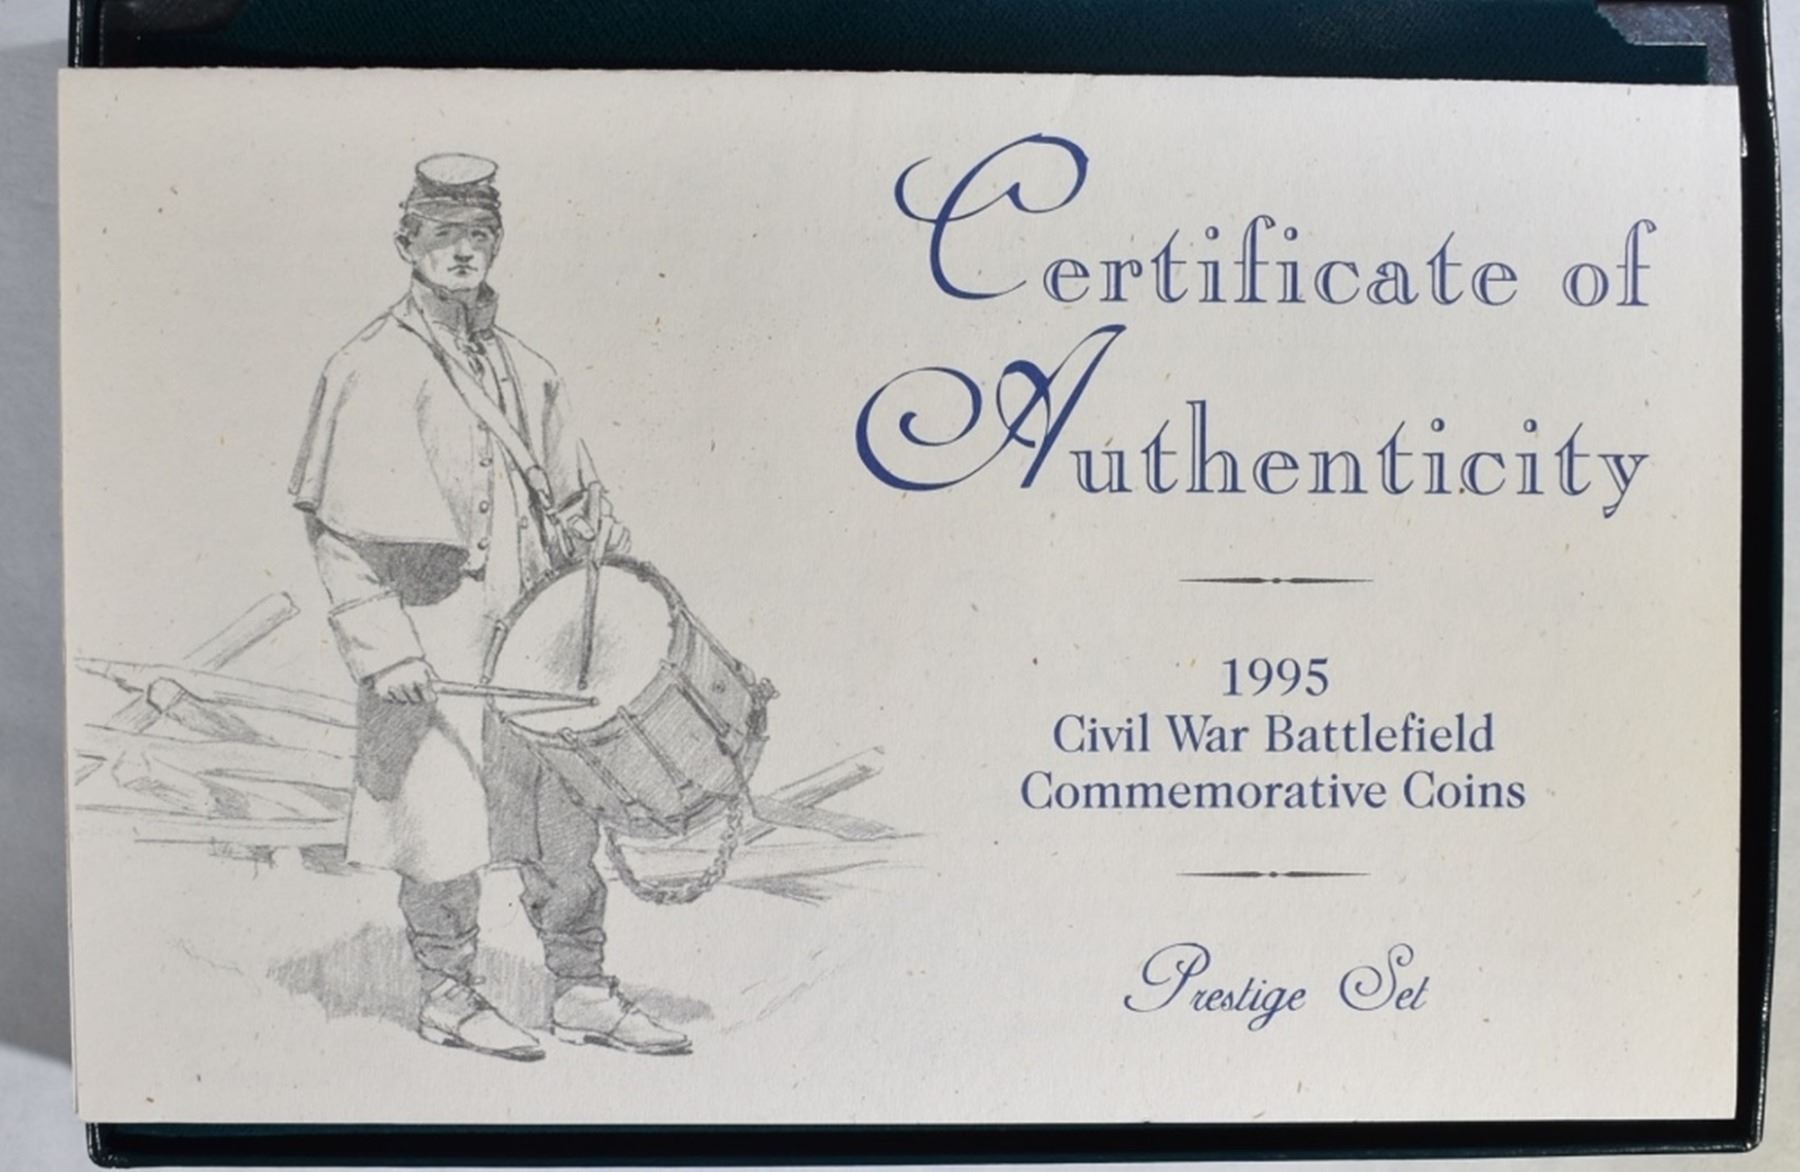 Certificate of
Authenticity
1995
Civil War Battlefield
Commemorative Coins
Prestige Set